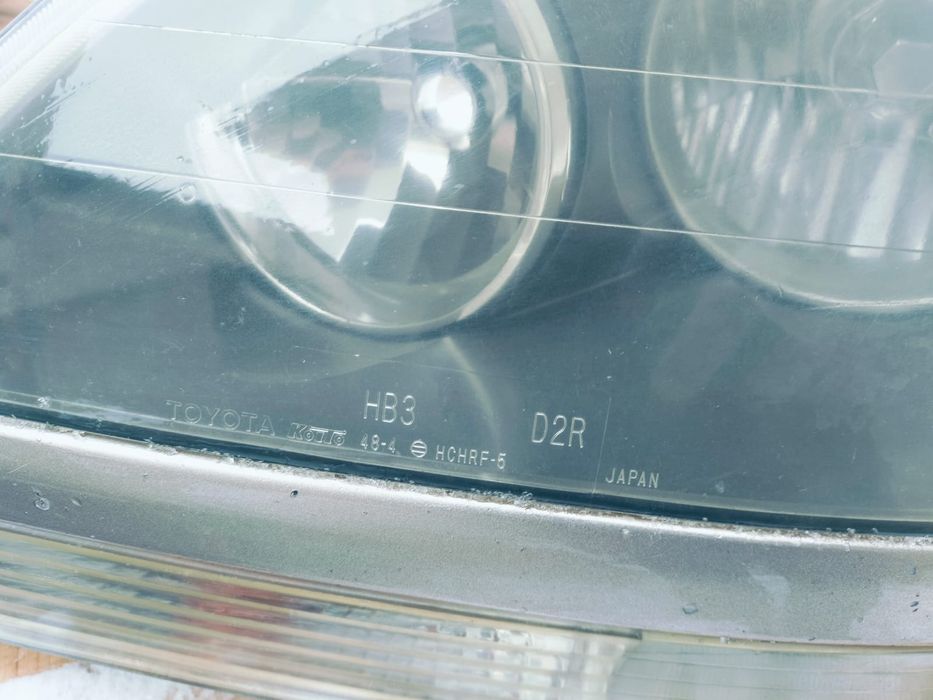 HB3 D2R
TOYOTA Koito 48-4 HCHRF-5
JAPAN